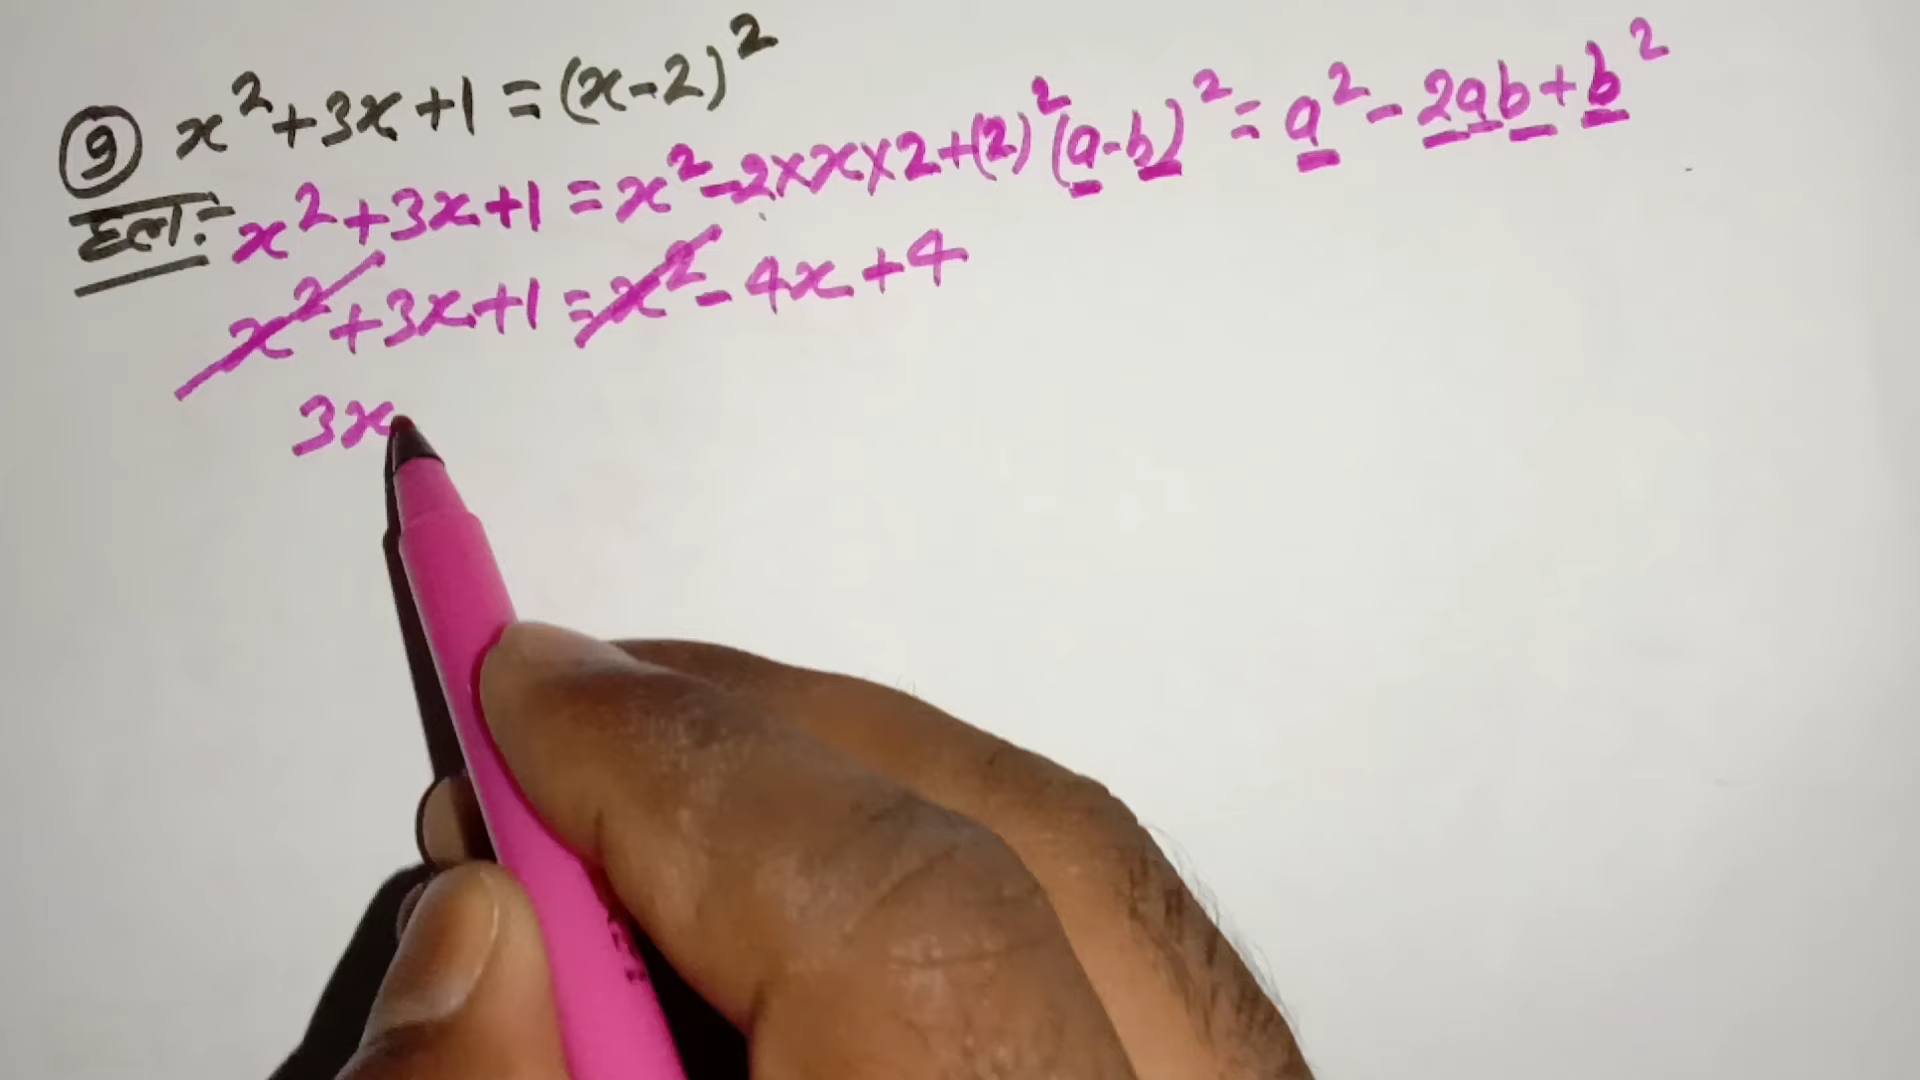 ⑨ x²+3x+1=(x-2)²
हलः- x²+3x+1=x²-2×x×2+(2)² (a-b)²=a²-2ab+b²
x²+3x+1=x²-4x+4
3x